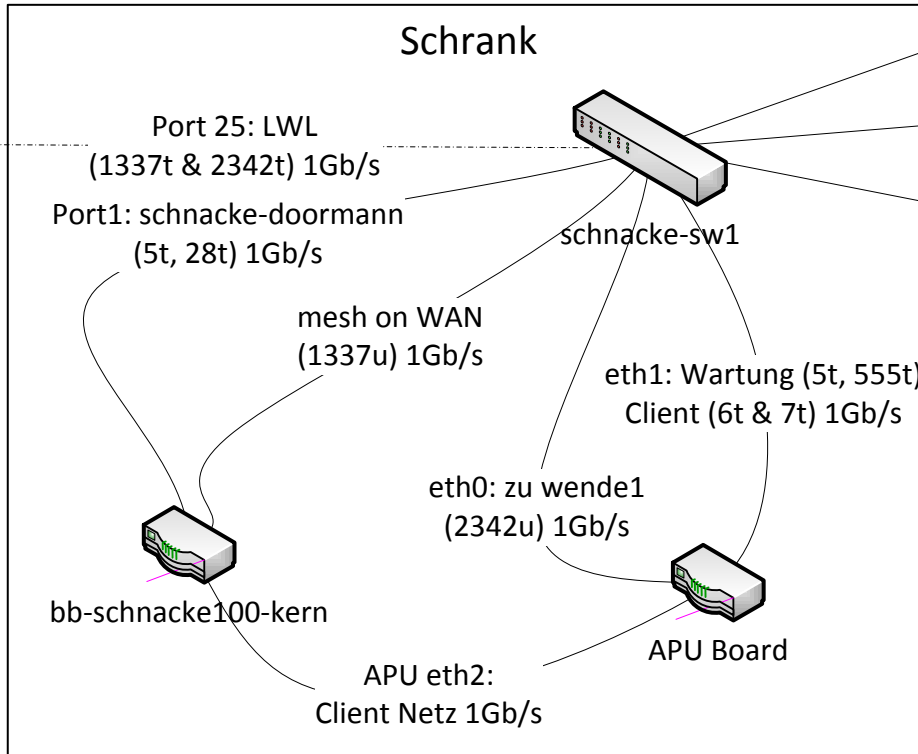 Schrank
Port 25: LWL
(1337t & 2342t) 1Gb/s
Port1: schnacke-doormann
(5t, 28t) 1Gb/s
schnacke-sw1
mesh on WAN
(1337u) 1Gb/s
eth1: Wartung (5t, 555t)
Client (6t & 7t) 1Gb/s
eth0: zu wende1
(2342u) 1Gb/s
bb-schnacke100-kern
APU Board
APU eth2:
Client Netz 1Gb/s